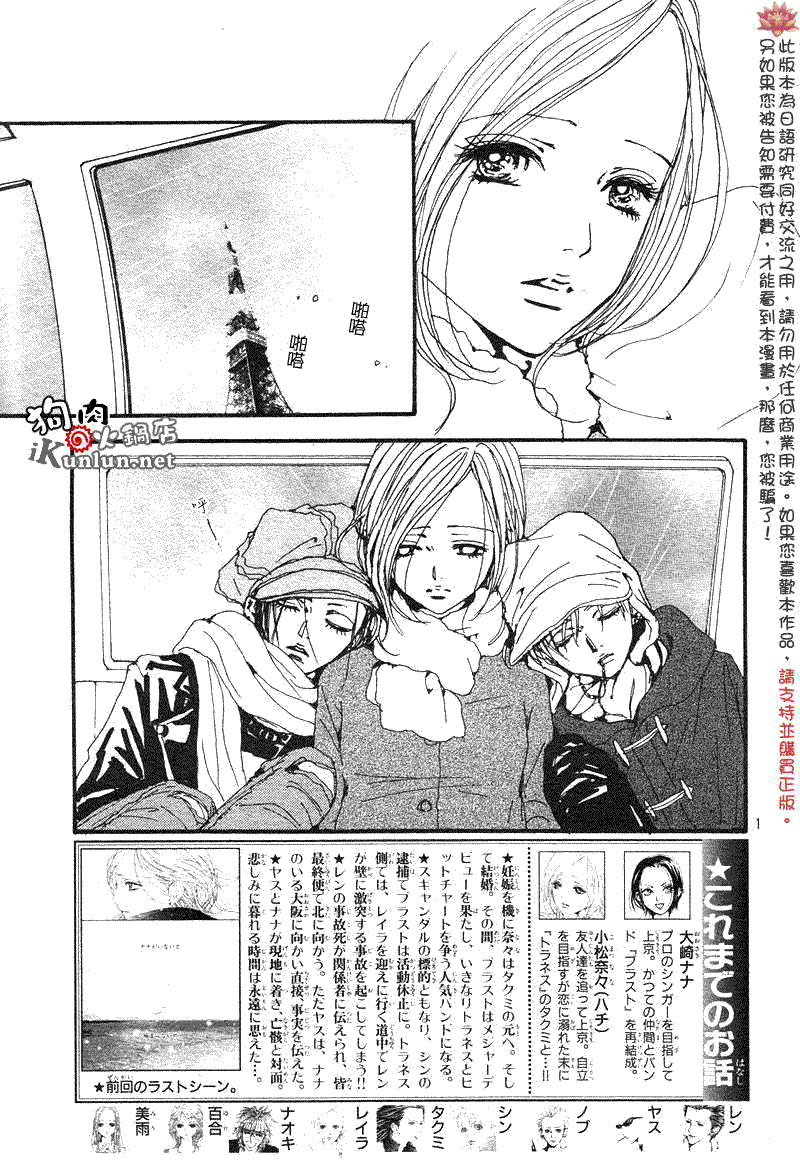 此版本為日語研究同好交流之用，請勿用於任何商業用途。如果您喜歡本作品，請支持並購買正版。
另如果您被告知需要付費，才能看到本漫畫，那麼，您被騙了！
啪嗒
啪嗒
狗肉火鍋店
iKunlun.net
呼
1
★これまでのお話
はなし
大崎ナナ
プロのシンガーを目指して
上京。かつての仲間とバン
ド「ブラスト」を再結成。
小松奈々(ハチ)
友人達を追って上京。自立
を目指すが恋に溺れた末に
「トラネス」のタクミと…!!
★妊娠を機に奈々はタクミの元へ。そし
て結婚。その間、ブラストはメジャーデ
ビューを果たし、いきなりトラネスとヒ
ットチャートを争う人気バンドになる。
★スキャンダルの標的ともなり、シンの
逮捕でブラストは活動休止に。トラネス
側では、レイラを迎えに行く道中でレン
が壁に激突する事故を起こしてしまう!!
★レンの事故死が関係者に伝えられ、皆
最終便で北に向かう。ただヤスは、ナナ
のいる大阪に向かい直接、事実を伝えた。
★ヤスとナナが現地に着き、亡骸と対面。
悲しみに暮れる時間は永遠に思えた…。
★前回のラストシーン。
レン
ヤス
ノブ
シン
タクミ
レイラ
ナオキ
百合
美雨